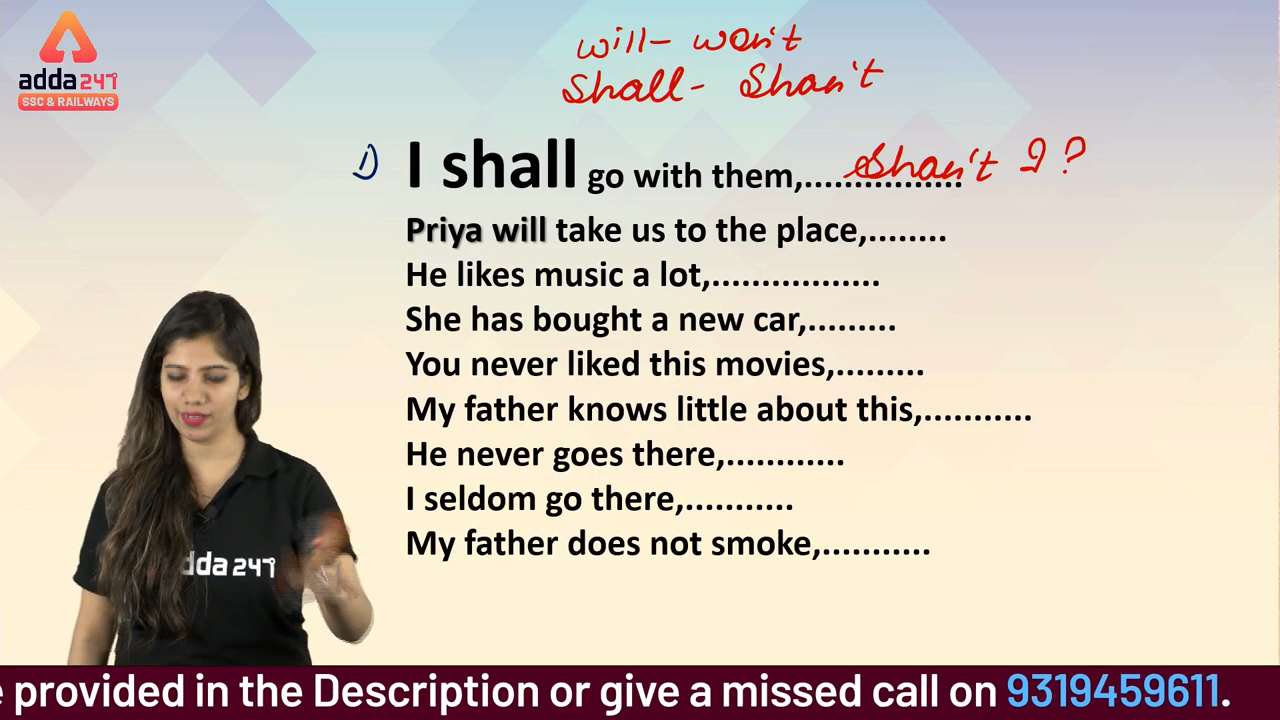 adda247
SSC & RAILWAYS
will - won't
Shall - Shan't
1) I shall go with them,................ Shan't I ?
Priya will take us to the place,........
He likes music a lot,.................
She has bought a new car,.........
You never liked this movies,.........
My father knows little about this,...........
He never goes there,............
I seldom go there,...........
My father does not smoke,...........
dda247
e provided in the Description or give a missed call on 9319459611.